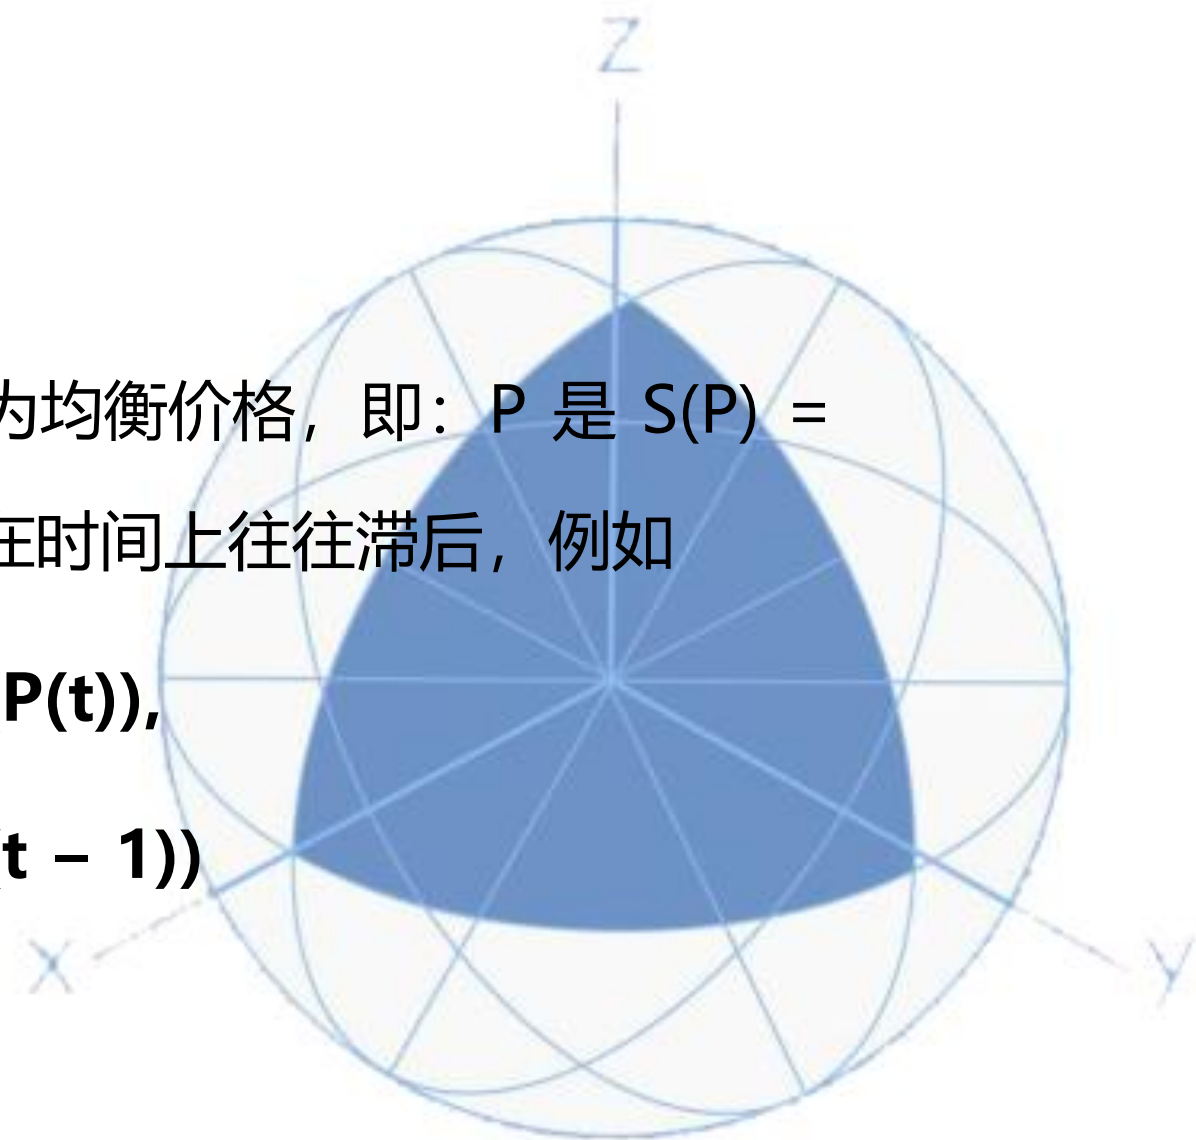 Z
为均衡价格，即：P 是 S(P) =
在时间上往往滞后，例如
P(t)),
(t − 1))
X
y